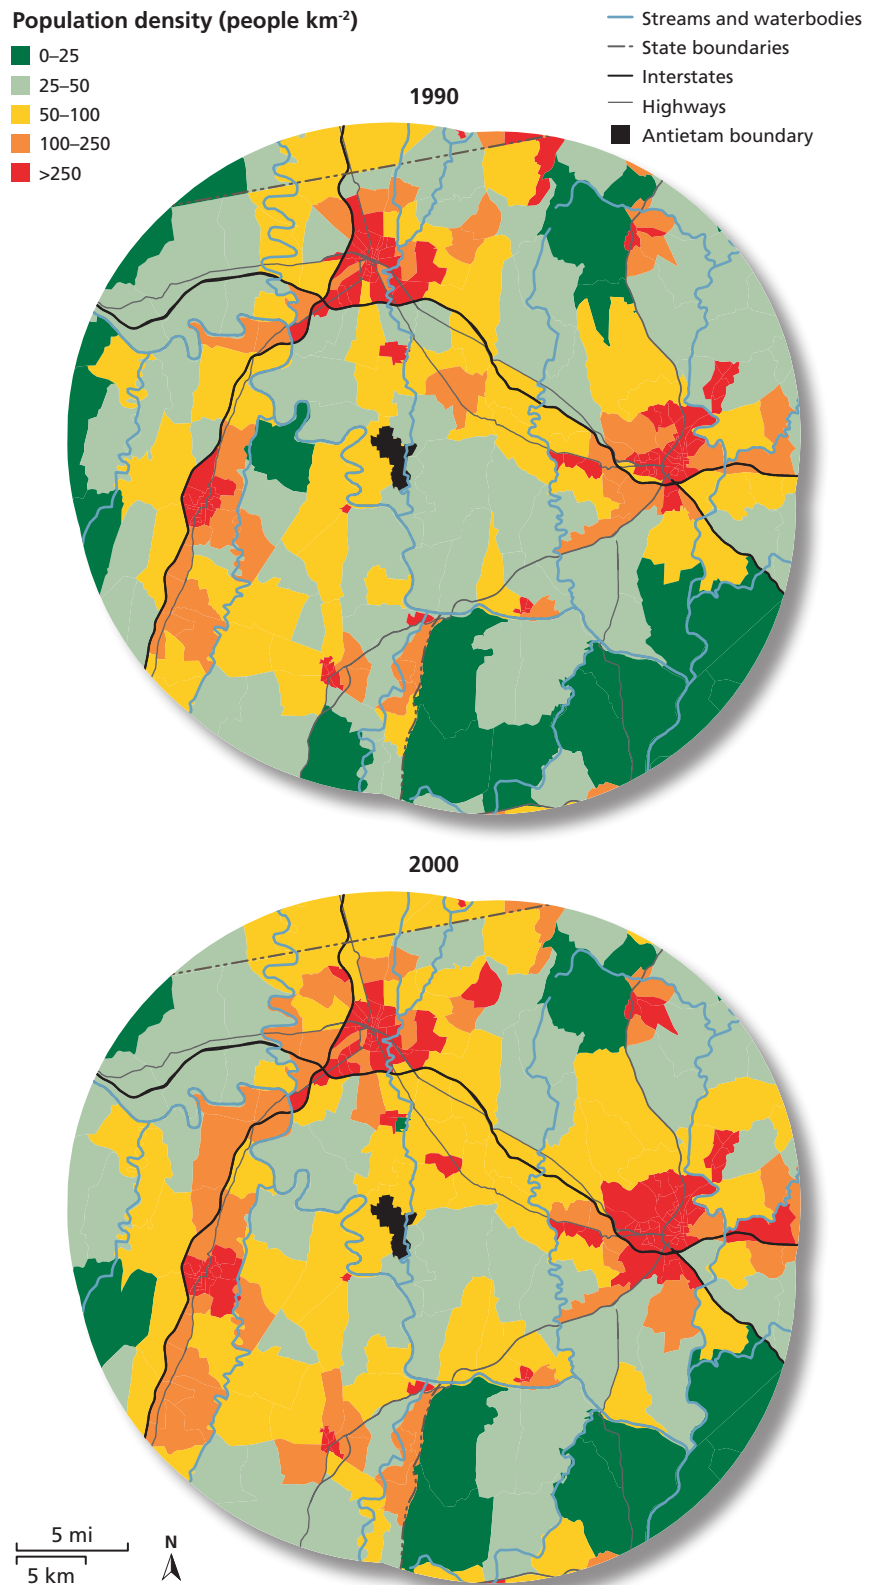 Population density (people km-2)
0–25
25–50
50–100
100–250
>250
Streams and waterbodies
State boundaries
Interstates
Highways
Antietam boundary
1990
2000
5 mi
5 km
N